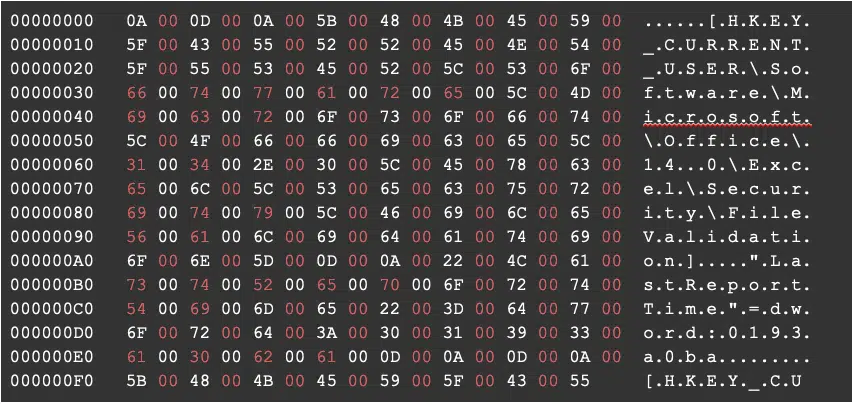 00000000 0A 00 0D 00 0A 00 5B 00 48 00 4B 00 45 00 59 00 ......[.HKEY.
00000010 5F 00 43 00 55 00 52 00 52 00 45 00 4E 00 54 00 _.C.U.R.R.E.N.T.
00000020 5F 00 55 00 53 00 45 00 52 00 5C 00 53 00 6F 00 _.U.S.E.R.\.S.o.
00000030 66 00 74 00 77 00 61 00 72 00 65 00 5C 00 4D 00 f.t.w.a.r.e.\.M.
00000040 69 00 63 00 72 00 6F 00 73 00 6F 00 66 00 74 00 i.c.r.o.s.o.f.t.
00000050 5C 00 4F 00 66 00 66 00 69 00 63 00 65 00 5C 00 \.O.f.f.i.c.e.\.
00000060 31 00 34 00 2E 00 30 00 5C 00 45 00 78 00 63 00 1.4...0.\.E.x.c.
00000070 65 00 6C 00 5C 00 53 00 65 00 63 00 75 00 72 00 e.l.\.S.e.c.u.r.
00000080 69 00 74 00 79 00 5C 00 46 00 69 00 6C 00 65 00 i.t.y.\.F.i.l.e.
00000090 56 00 61 00 6C 00 69 00 64 00 61 00 74 00 69 00 V.a.l.i.d.a.t.i.
000000A0 6F 00 6E 00 5D 00 0D 00 0A 00 22 00 4C 00 61 00 o.n.].....".L.a.
000000B0 73 00 74 00 52 00 65 00 70 00 6F 00 72 00 74 00 s.t.R.e.p.o.r.t.
000000C0 54 00 69 00 6D 00 65 00 22 00 3D 00 64 00 77 00 T.i.m.e.".=.d.w.
000000D0 6F 00 72 00 64 00 3A 00 30 00 31 00 39 00 33 00 o.r.d.:.0.1.9.3.
000000E0 61 00 30 00 62 00 61 00 0D 00 0A 00 0D 00 0A 00 a.0.b.a.........
000000F0 5B 00 48 00 4B 00 45 00 59 00 5F 00 43 00 55 [.H.K.E.Y._.C.U